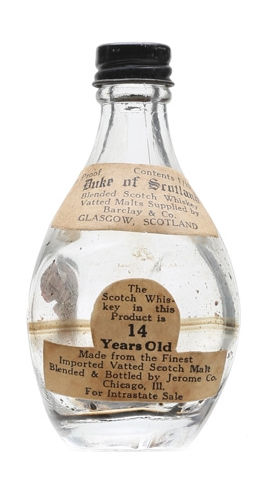 Proof Contents
Duke of Scotland
Blended Scotch Whiskey
Vatted Malts Supplied by
Barclay & Co.
GLASGOW, SCOTLAND
The
Scotch Whis-
key in this
Product is
14
Years Old
Made from the Finest
Imported Vatted Scotch Malt
Blended & Bottled by Jerome Co.
Chicago, Ill.
For Intrastate Sale